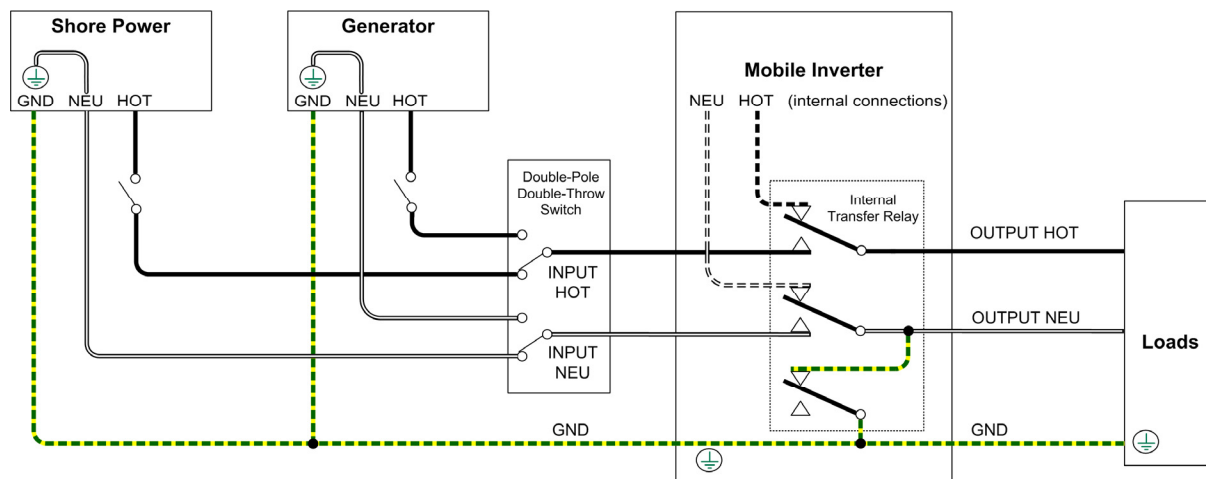 Shore Power
GND NEU HOT
Generator
GND NEU HOT
Double-Pole
Double-Throw
Switch
INPUT
HOT
INPUT
NEU
Mobile Inverter
NEU HOT (internal connections)
Internal
Transfer Relay
OUTPUT HOT
OUTPUT NEU
Loads
GND
GND